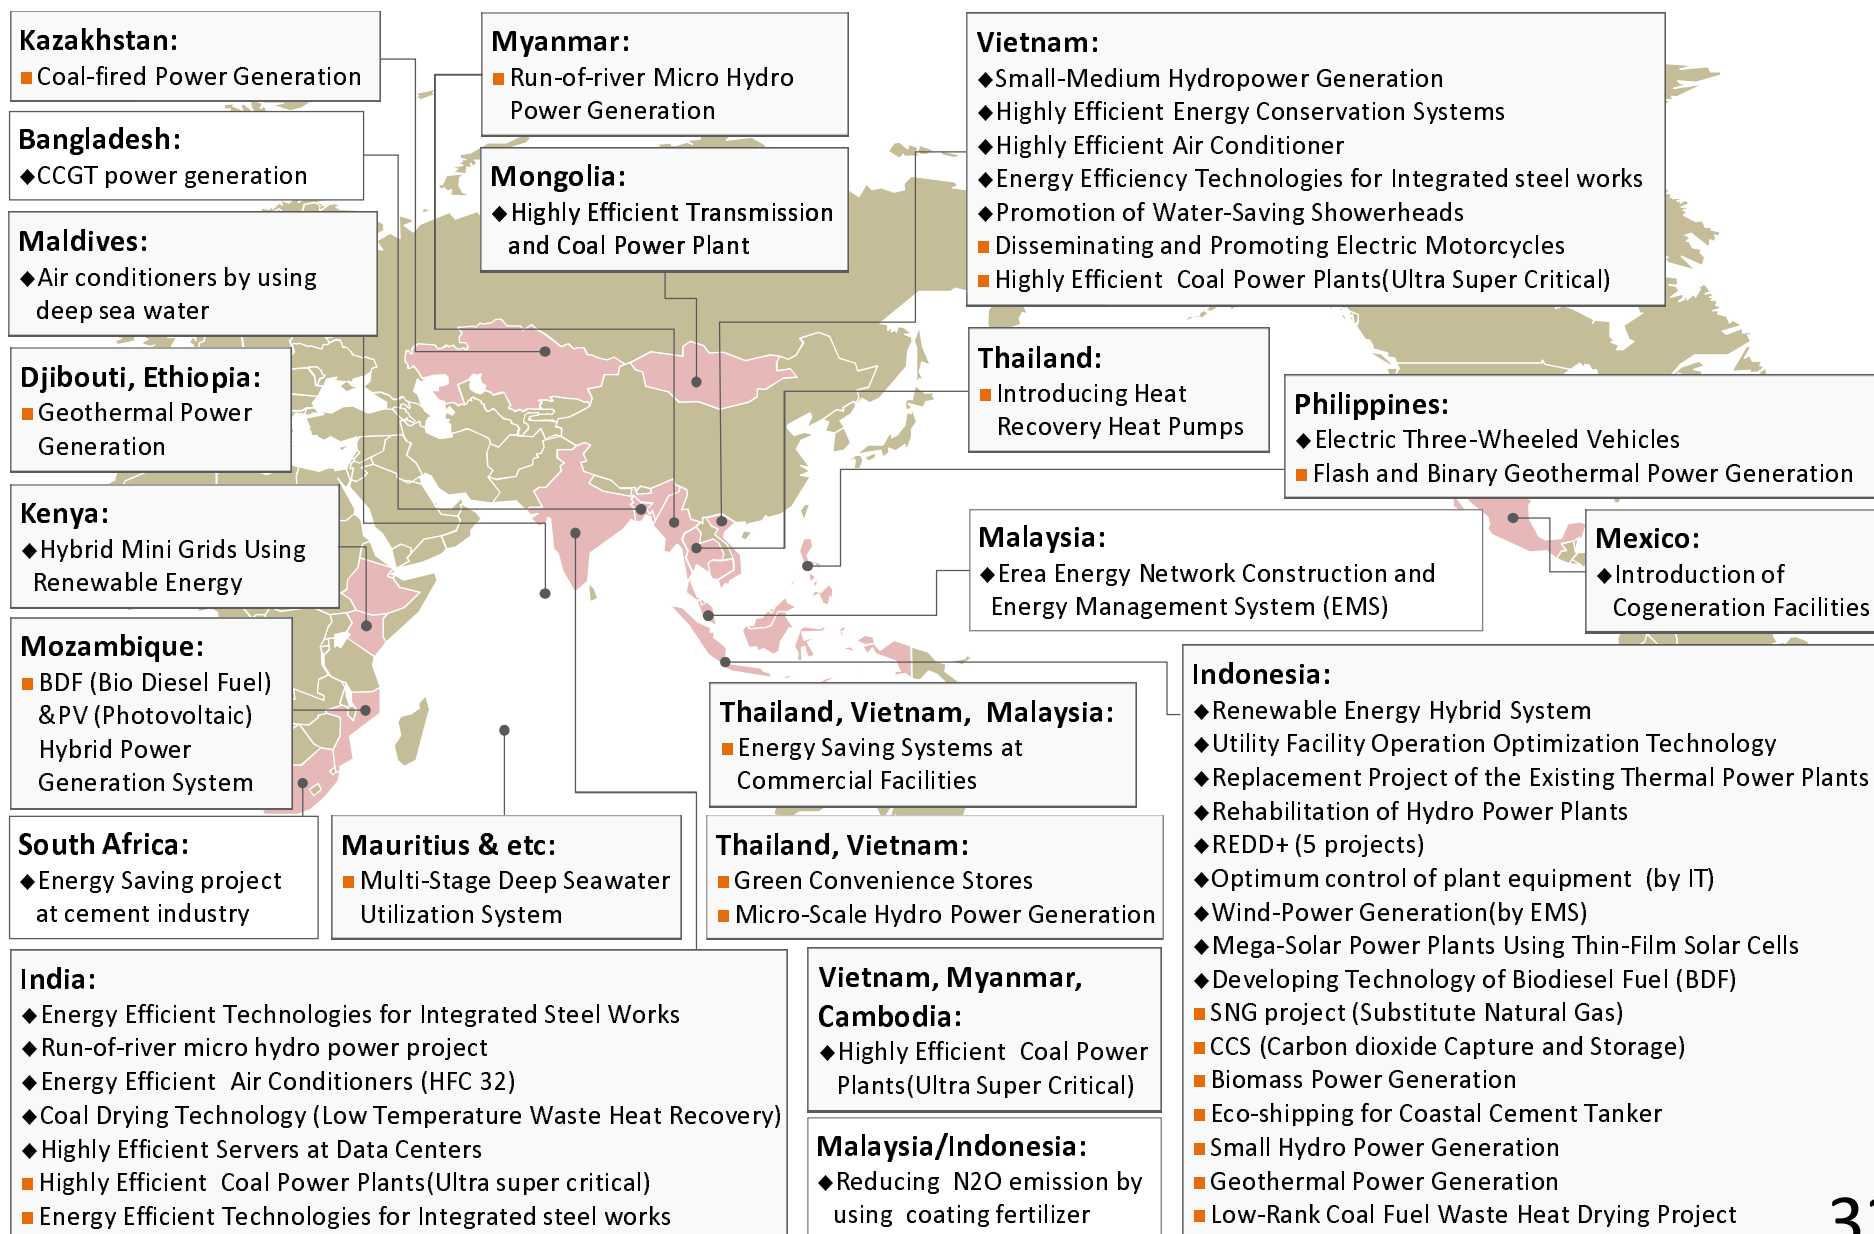 Kazakhstan:
■ Coal-fired Power Generation
Bangladesh:
◆CCGT power generation
Maldives:
◆Air conditioners by using
deep sea water
Djibouti, Ethiopia:
■ Geothermal Power
Generation
Kenya:
◆Hybrid Mini Grids Using
Renewable Energy
Mozambique:
■ BDF (Bio Diesel Fuel)
&PV (Photovoltaic)
Hybrid Power
Generation System
South Africa:
◆Energy Saving project
at cement industry
Myanmar:
■ Run-of-river Micro Hydro
Power Generation
Mongolia:
◆Highly Efficient Transmission
and Coal Power Plant
Vietnam:
◆Small-Medium Hydropower Generation
◆Highly Efficient Energy Conservation Systems
◆Highly Efficient Air Conditioner
◆Energy Efficiency Technologies for Integrated steel works
◆Promotion of Water-Saving Showerheads
■ Disseminating and Promoting Electric Motorcycles
■ Highly Efficient Coal Power Plants(Ultra Super Critical)
Thailand:
■ Introducing Heat
Recovery Heat Pumps
Philippines:
◆Electric Three-Wheeled Vehicles
■ Flash and Binary Geothermal Power Generation
Malaysia:
◆Erea Energy Network Construction and
Energy Management System (EMS)
Mexico:
◆Introduction of
Cogeneration Facilities
Mauritius & etc:
■ Multi-Stage Deep Seawater
Utilization System
Thailand, Vietnam, Malaysia:
■ Energy Saving Systems at
Commercial Facilities
Thailand, Vietnam:
■ Green Convenience Stores
■ Micro-Scale Hydro Power Generation
India:
◆Energy Efficient Technologies for Integrated Steel Works
◆Run-of-river micro hydro power project
◆Energy Efficient Air Conditioners (HFC 32)
◆Coal Drying Technology (Low Temperature Waste Heat Recovery)
◆Highly Efficient Servers at Data Centers
■ Highly Efficient Coal Power Plants(Ultra super critical)
■ Energy Efficient Technologies for Integrated steel works
Vietnam, Myanmar,
Cambodia:
◆Highly Efficient Coal Power
Plants(Ultra Super Critical)
Malaysia/Indonesia:
◆Reducing N2O emission by
using coating fertilizer
Indonesia:
◆Renewable Energy Hybrid System
◆Utility Facility Operation Optimization Technology
◆Replacement Project of the Existing Thermal Power Plants
◆Rehabilitation of Hydro Power Plants
◆REDD+ (5 projects)
◆Optimum control of plant equipment (by IT)
◆Wind-Power Generation(by EMS)
◆Mega-Solar Power Plants Using Thin-Film Solar Cells
◆Developing Technology of Biodiesel Fuel (BDF)
■ SNG project (Substitute Natural Gas)
■ CCS (Carbon dioxide Capture and Storage)
■ Biomass Power Generation
■ Eco-shipping for Coastal Cement Tanker
■ Small Hydro Power Generation
■ Geothermal Power Generation
■ Low-Rank Coal Fuel Waste Heat Drying Project